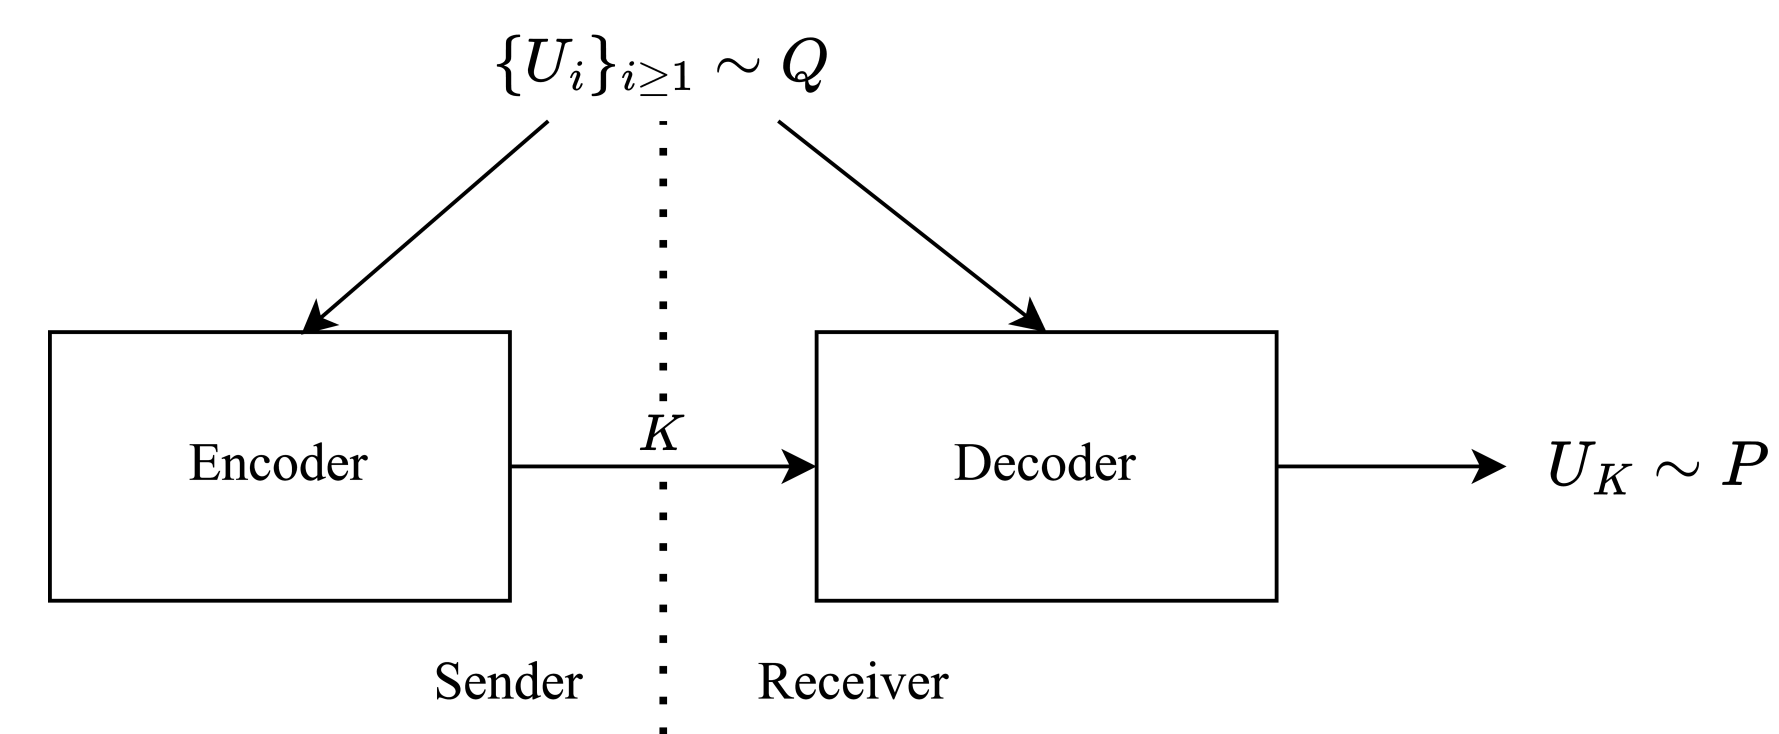 {U_i}_{i≥1} ∼ Q
K
Encoder
Decoder
U_K ∼ P
Sender
Receiver